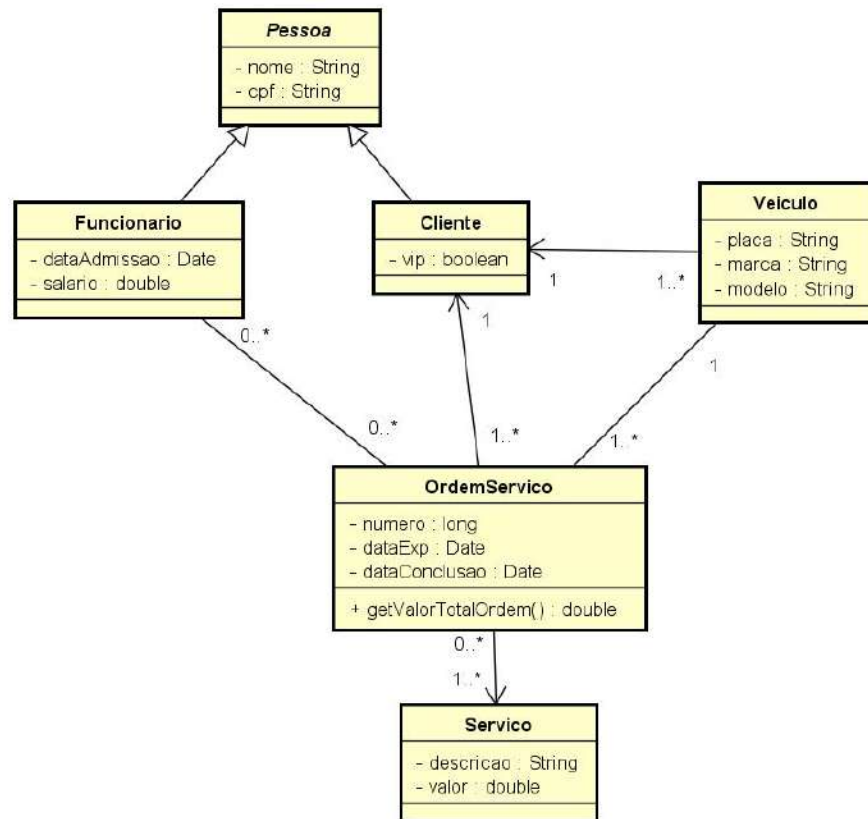 Pessoa
- nome : String
- cpf : String
Funcionario
- dataAdmissao : Date
- salario : double
Cliente
- vip : boolean
Veiculo
- placa : String
- marca : String
- modelo : String
1
1..*
0..*
1
1
0..*
1..*
1..*
OrdemServico
- numero : long
- dataExp : Date
- dataConclusao : Date
+ getValorTotalOrdem() : double
0..*
1..*
Servico
- descricao : String
- valor : double